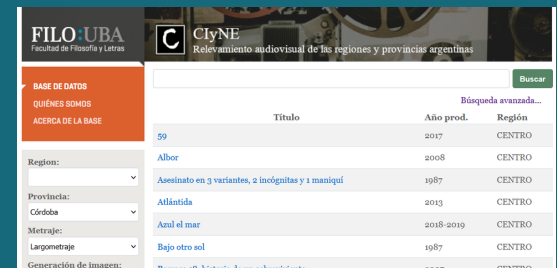 FILO:UBA
Facultad de Filosofía y Letras
C
CIyNE
Relevamiento audiovisual de las regiones y provincias argentinas
BASE DE DATOS
QUIÉNES SOMOS
ACERCA DE LA BASE
Buscar
Búsqueda avanzada...
Título Año prod. Región
59 2017 CENTRO
Albor 2008 CENTRO
Asesinato en 3 variantes, 2 incógnitas y 1 maniquí 1987 CENTRO
Atlántida 2013 CENTRO
Azul el mar 2018-2019 CENTRO
Bajo otro sol 1987 CENTRO
Region:
Provincia:
Córdoba
Metraje:
Largometraje
Generación de imagen: